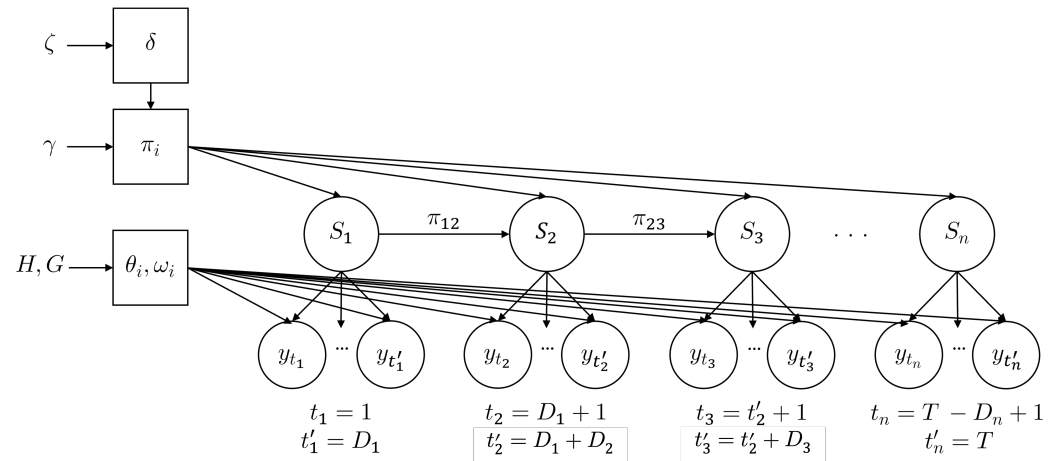 ζ δ
γ π_i
π_12 π_23
S_1 S_2 S_3 . . . S_n
H, G θ_i, ω_i
y_{t_1} ... y_{t'_1} y_{t_2} ... y_{t'_2} y_{t_3} ... y_{t'_3} y_{t_n} ... y_{t'_n}
t_1 = 1 t_2 = D_1 + 1 t_3 = t'_2 + 1 t_n = T − D_n + 1
t'_1 = D_1 t'_2 = D_1 + D_2 t'_3 = t'_2 + D_3 t'_n = T